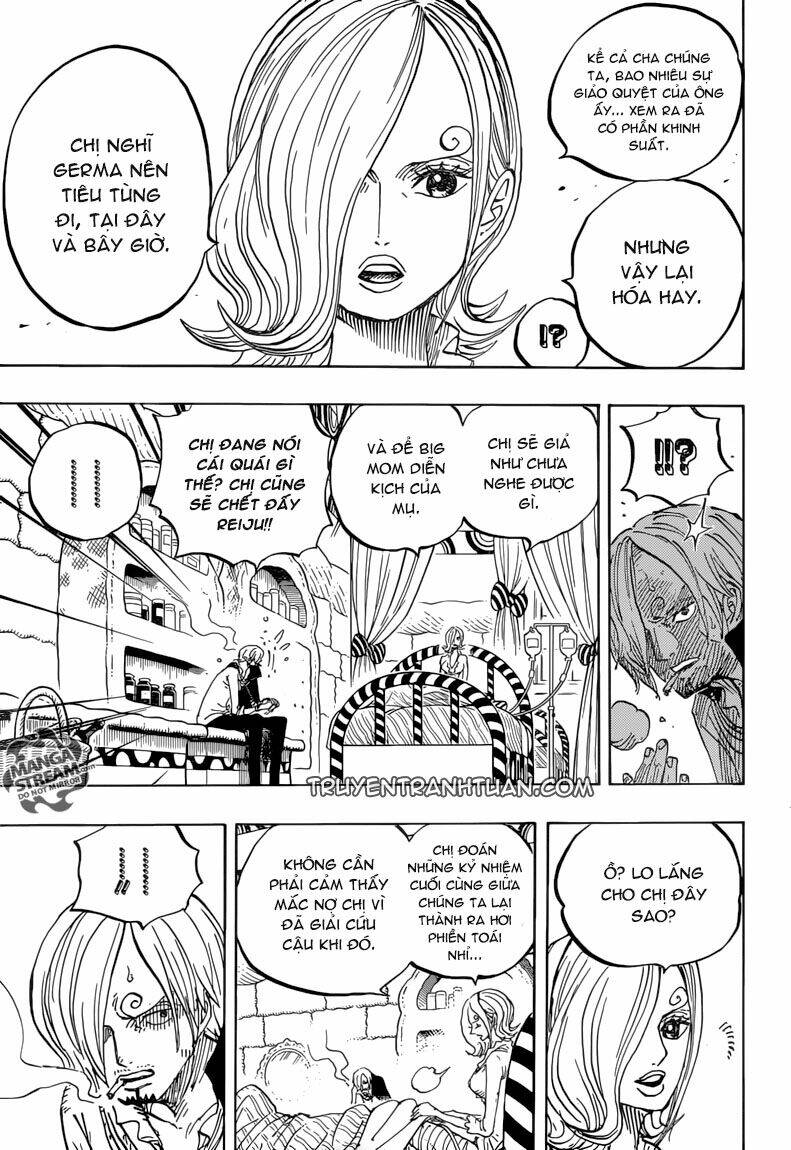 KỂ CẢ CHA CHÚNG
TA, BAO NHIÊU SỰ
GIẢO QUYỆT CỦA ÔNG
ẤY... XEM RA ĐÃ
CÓ PHẦN KHINH
SUẤT.
NHƯNG
VẬY LẠI
HÓA HAY.
!?
CHỊ NGHĨ
GERMA NÊN
TIÊU TÙNG
ĐI, TẠI ĐÂY
VÀ BÂY GIỜ.
!!?
CHỊ SẼ GIẢ
NHƯ CHƯA
NGHE ĐƯỢC
GÌ.
VÀ ĐỂ BIG
MOM DIỄN
KỊCH CỦA
MỤ.
CHỊ ĐANG NÓI
CÁI QUÁI GÌ
THẾ? CHỊ CŨNG
SẼ CHẾT ĐẤY
REIJU!!
MANGA
STREAM.com
DO NOT MIRROR!
TRUYENTRANHTUAN.COM
Ồ? LO LẮNG
CHO CHỊ ĐÂY
SAO?
CHỊ ĐOÁN
NHỮNG KỶ NHIỆM
CUỐI CÙNG GIỮA
CHÚNG TA LẠI
THÀNH RA HƠI
PHIỀN TOÁI
NHỈ...
KHÔNG CẦN
PHẢI CẢM THẤY
MẮC NỢ CHỊ VÌ
ĐÃ GIẢI CỨU
CẬU KHI ĐÓ.